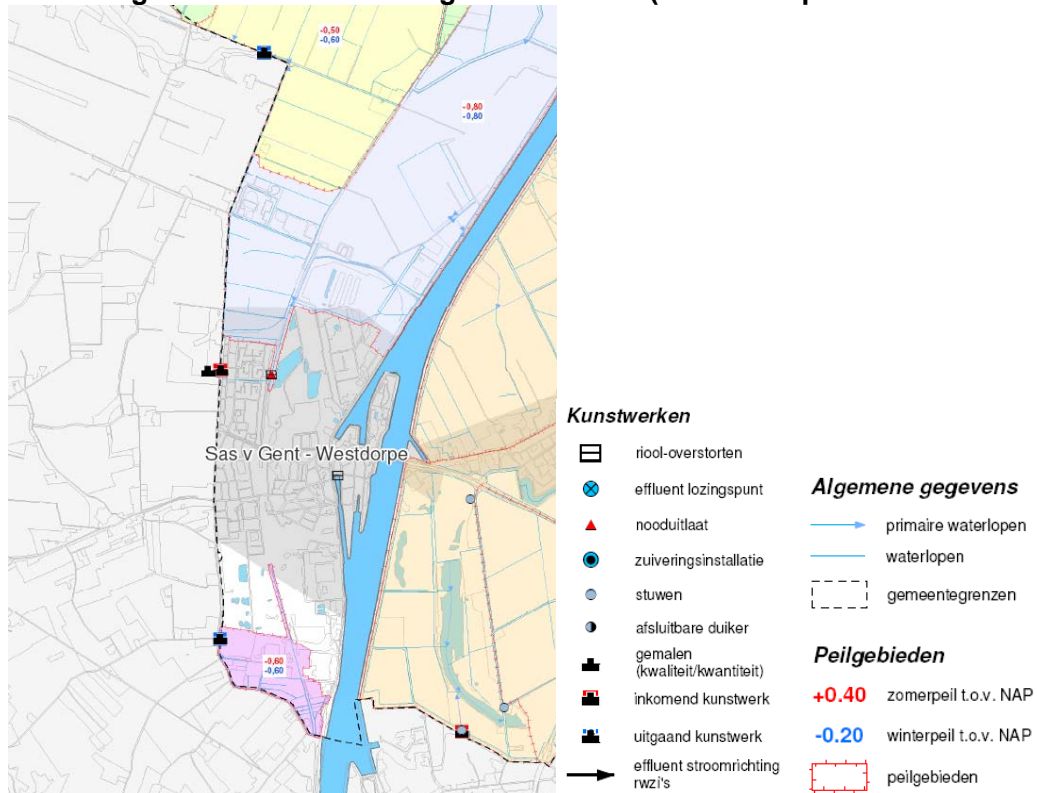 -0,50
-0,60
-0,80
-0,80
Sas v Gent - Westdorpe
-0,60
-0,60
Kunstwerken
riool-overstorten
effluent lozingspunt
nooduitlaat
zuiveringsinstallatie
stuwen
afsluitbare duiker
gemalen
(kwaliteit/kwantiteit)
inkomend kunstwerk
uitgaand kunstwerk
effluent stroomrichting
rwzi's
Algemene gegevens
primaire waterlopen
waterlopen
gemeentegrenzen
Peilgebieden
+0.40 zomerpeil t.o.v. NAP
-0.20 winterpeil t.o.v. NAP
peilgebieden